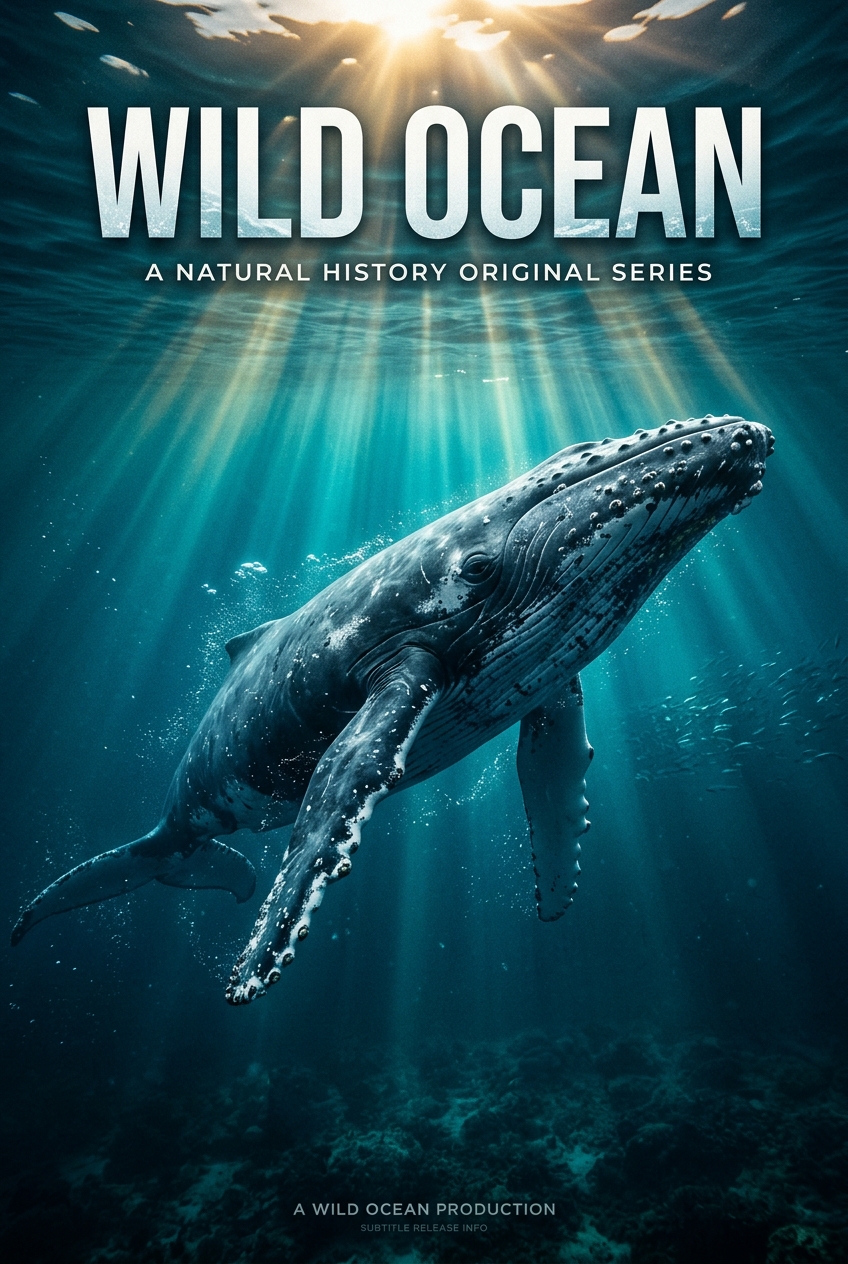 WILD OCEAN
A NATURAL HISTORY ORIGINAL SERIES
A WILD OCEAN PRODUCTION
SUBTITLE RELEASE INFO